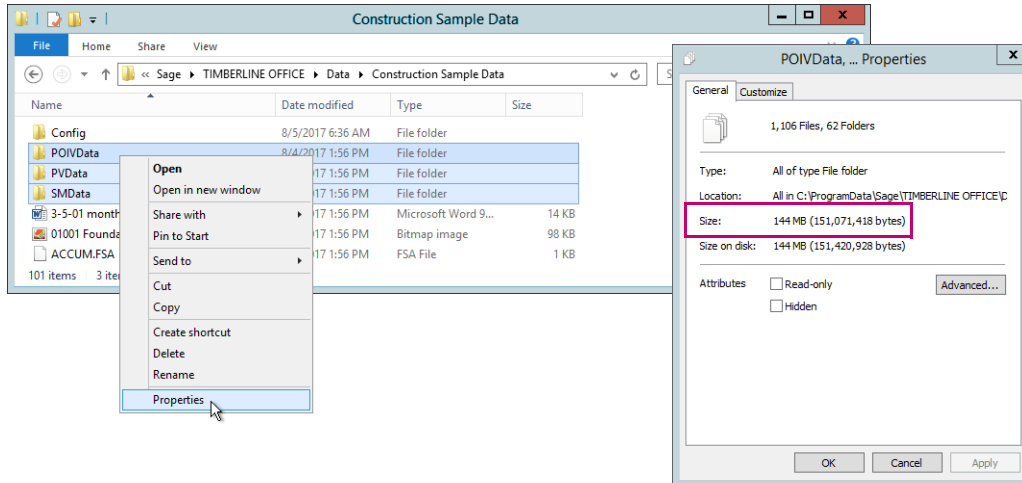 Construction Sample Data
File Home Share View
« Sage TIMBERLINE OFFICE Data Construction Sample Data
Name Date modified Type Size
Config 8/5/2017 6:36 AM File folder
POIVData 8/4/2017 1:56 PM File folder
PVData 017 1:56 PM File folder
SMData 017 1:56 PM File folder
3-5-01 month 017 1:56 PM Microsoft Word 9... 14 KB
01001 Founda 017 1:56 PM Bitmap image 98 KB
ACCUM.FSA 017 1:56 PM FSA File 1 KB
101 items 3 ite
Open
Open in new window
Share with
Pin to Start
Send to
Cut
Copy
Create shortcut
Delete
Rename
Properties
POIVData, ... Properties
X
General Customize
1,106 Files, 62 Folders
Type: All of type File folder
Location: All in C:\ProgramData\Sage\TIMBERLINE OFFICE\D
Size: 144 MB (151,071,418 bytes)
Size on disk: 144 MB (151,420,928 bytes)
Attributes Read-only Advanced...
Hidden
OK Cancel Apply